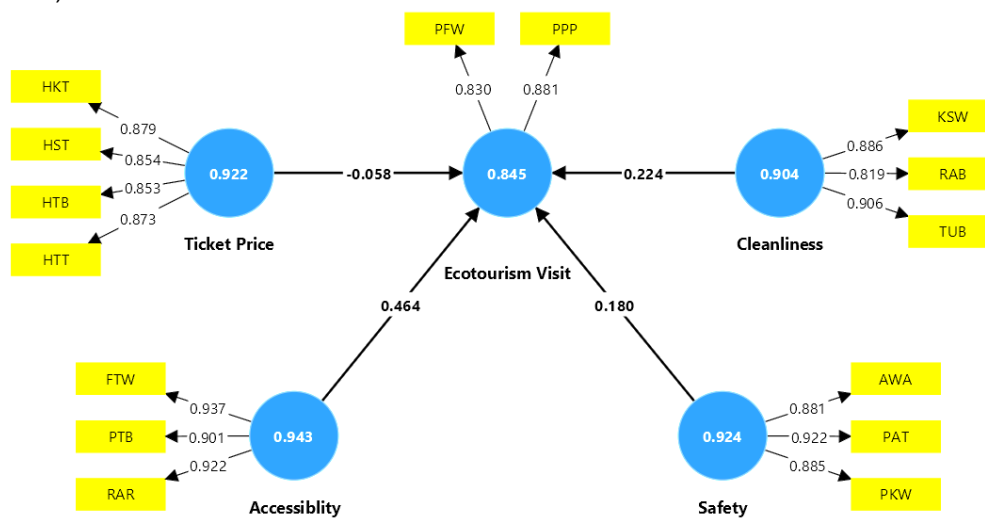 PFW
PPP
0.830
0.881
HKT
HST
HTB
HTT
0.879
0.854
0.853
0.873
0.922
Ticket Price
-0.058
0.845
Ecotourism Visit
0.224
0.904
Cleanliness
0.886
0.819
0.906
KSW
RAB
TUB
0.464
0.180
FTW
PTB
RAR
0.937
0.901
0.922
0.943
Accessiblity
0.924
Safety
0.881
0.922
0.885
AWA
PAT
PKW